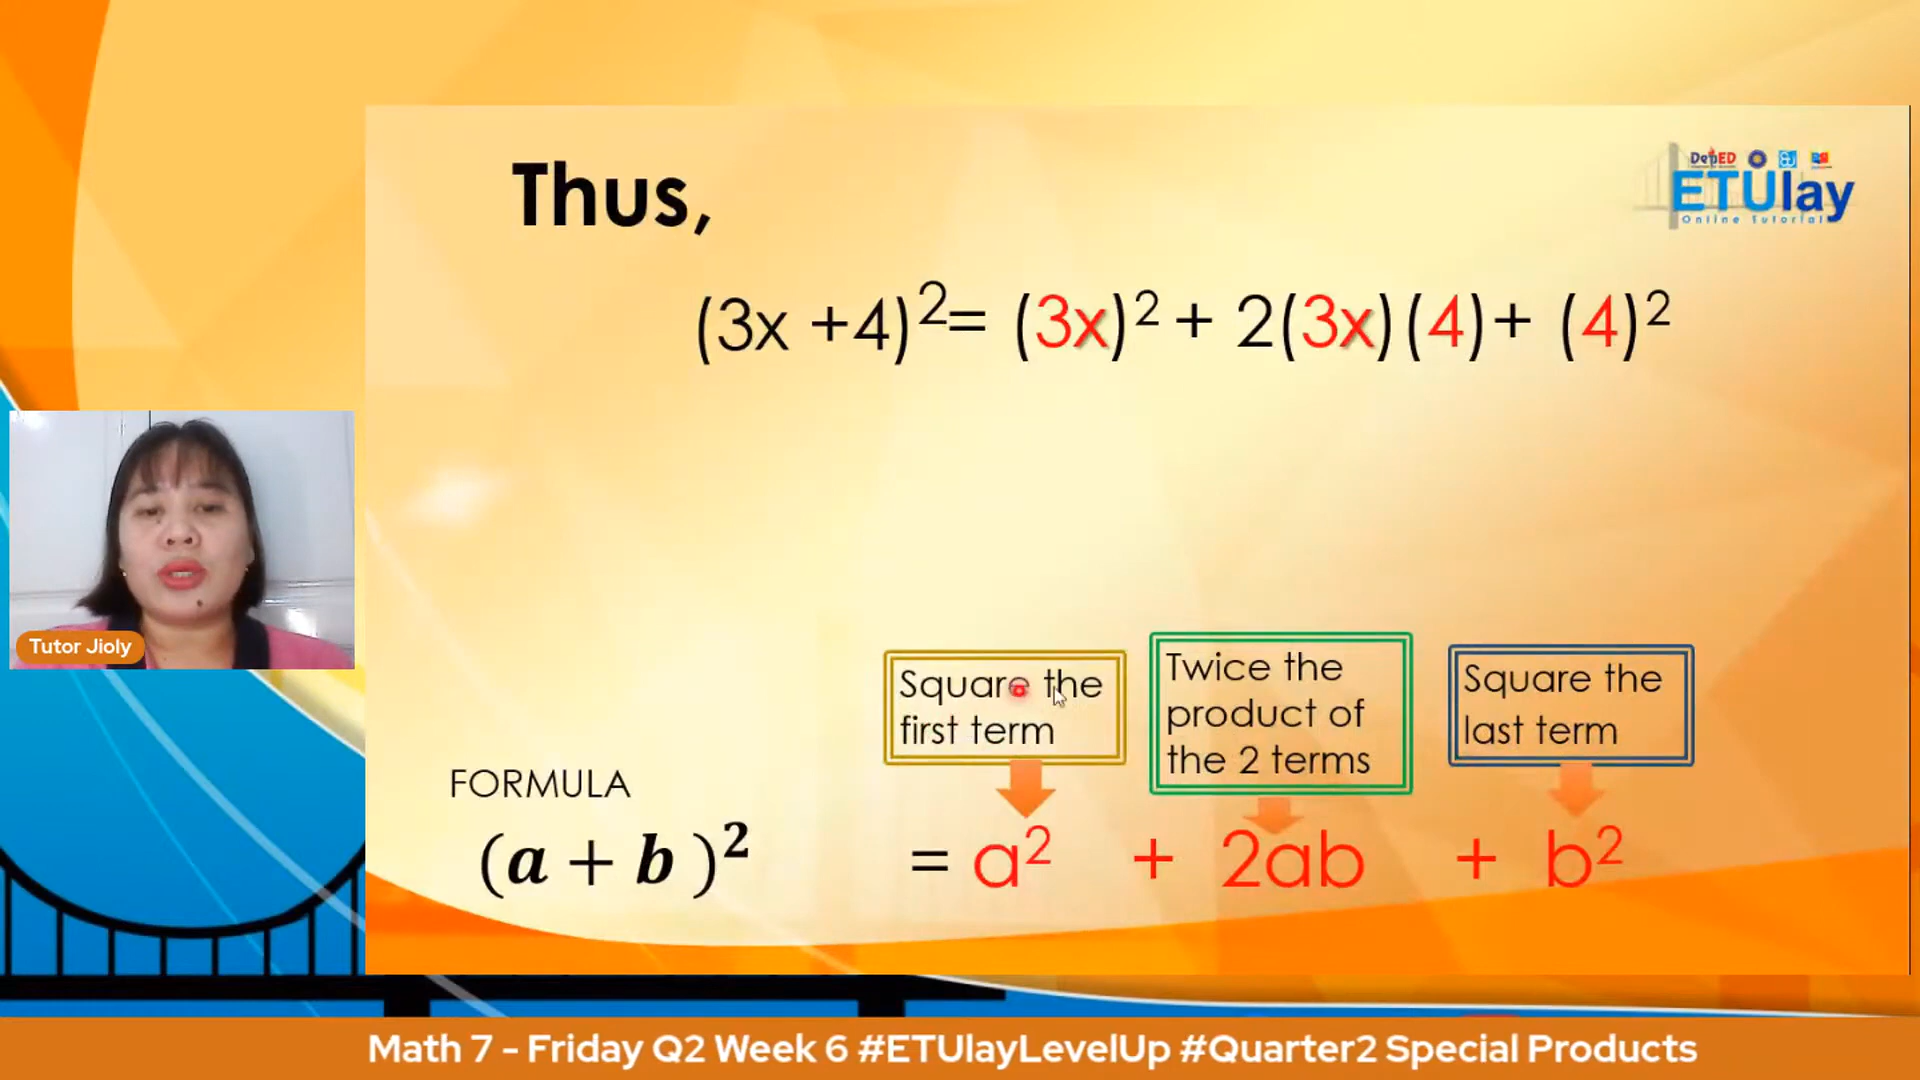 Thus,
DepED
ETUlay
Online Tutorial
(3x +4)²= (3x)² + 2(3x)(4)+ (4)²
Tutor Jioly
Square the
first term
Twice the
product of
the 2 terms
Square the
last term
FORMULA
(a + b )² = a² + 2ab + b²
Math 7 - Friday Q2 Week 6 #ETUlayLevelUp #Quarter2 Special Products